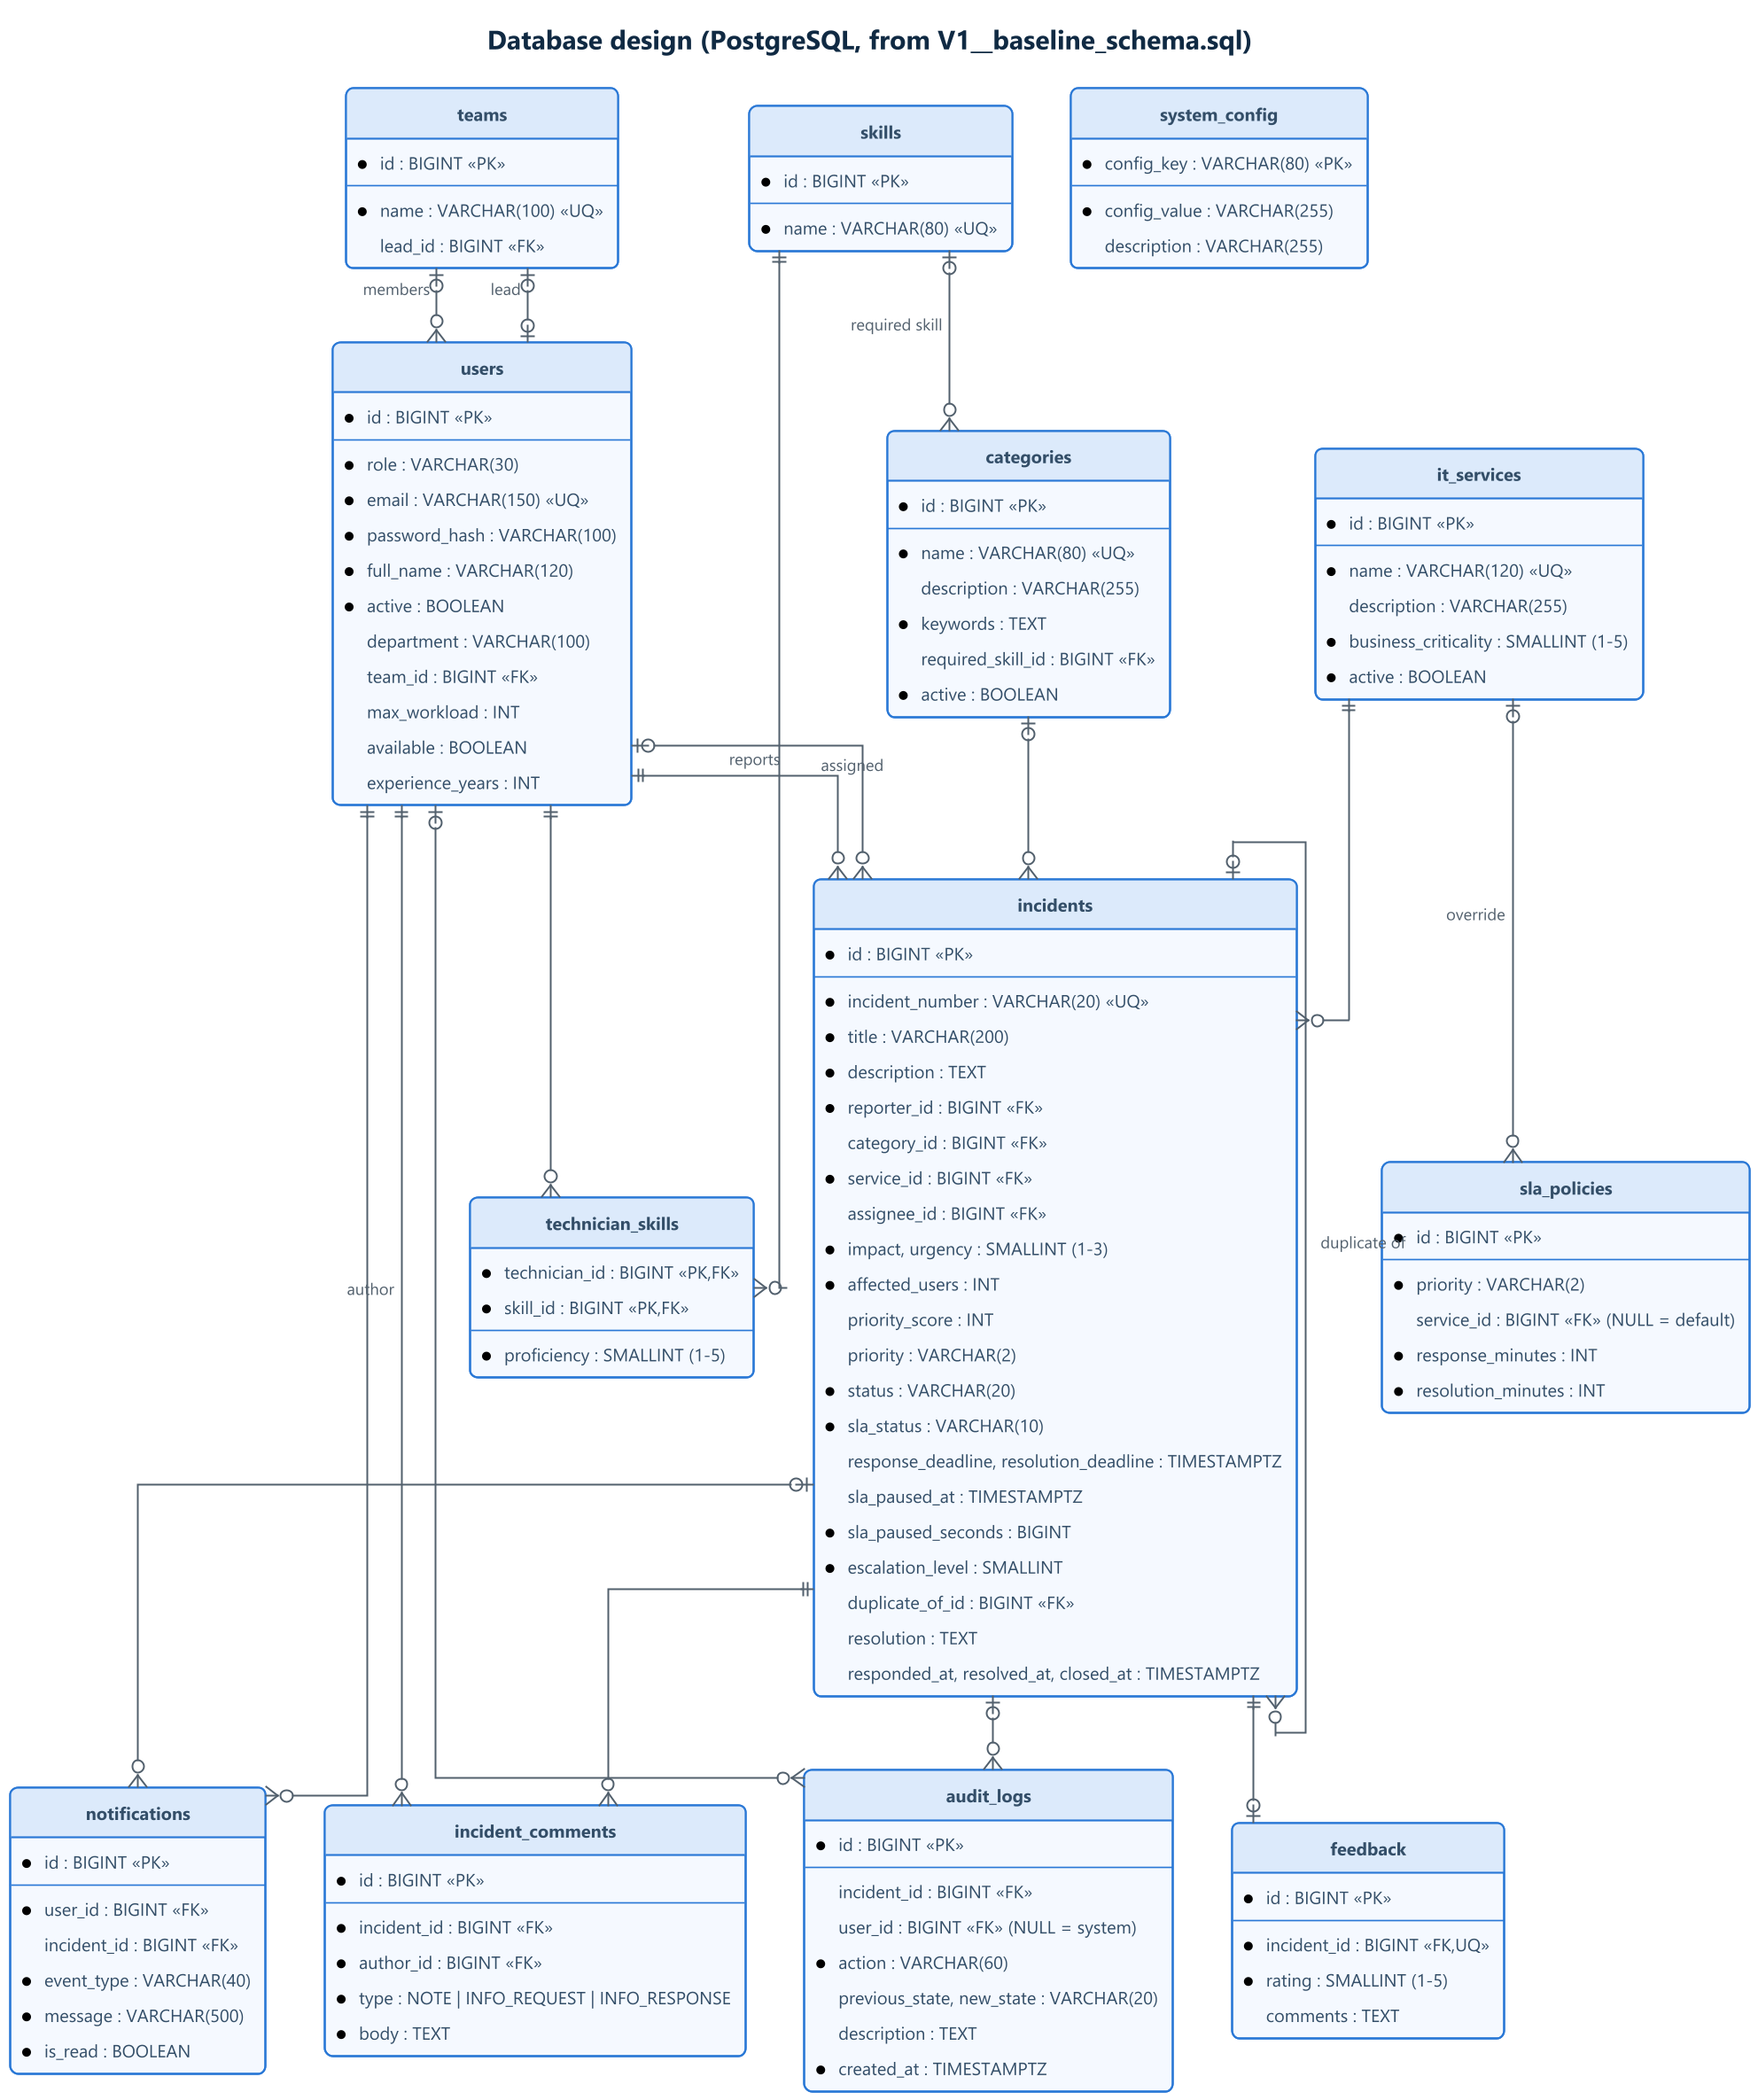 Database design (PostgreSQL, from V1__baseline_schema.sql)
teams
id : BIGINT «PK»
name : VARCHAR(100) «UQ»
lead_id : BIGINT «FK»
skills
id : BIGINT «PK»
name : VARCHAR(80) «UQ»
system_config
config_key : VARCHAR(80) «PK»
config_value : VARCHAR(255)
description : VARCHAR(255)
members
lead
required skill
users
id : BIGINT «PK»
role : VARCHAR(30)
email : VARCHAR(150) «UQ»
password_hash : VARCHAR(100)
full_name : VARCHAR(120)
active : BOOLEAN
department : VARCHAR(100)
team_id : BIGINT «FK»
max_workload : INT
available : BOOLEAN
experience_years : INT
categories
id : BIGINT «PK»
name : VARCHAR(80) «UQ»
description : VARCHAR(255)
keywords : TEXT
required_skill_id : BIGINT «FK»
active : BOOLEAN
it_services
id : BIGINT «PK»
name : VARCHAR(120) «UQ»
description : VARCHAR(255)
business_criticality : SMALLINT (1-5)
active : BOOLEAN
reports
assigned
override
incidents
id : BIGINT «PK»
incident_number : VARCHAR(20) «UQ»
title : VARCHAR(200)
description : TEXT
reporter_id : BIGINT «FK»
category_id : BIGINT «FK»
service_id : BIGINT «FK»
assignee_id : BIGINT «FK»
impact, urgency : SMALLINT (1-3)
affected_users : INT
priority_score : INT
priority : VARCHAR(2)
status : VARCHAR(20)
sla_status : VARCHAR(10)
response_deadline, resolution_deadline : TIMESTAMPTZ
sla_paused_at : TIMESTAMPTZ
sla_paused_seconds : BIGINT
escalation_level : SMALLINT
duplicate_of_id : BIGINT «FK»
resolution : TEXT
responded_at, resolved_at, closed_at : TIMESTAMPTZ
technician_skills
technician_id : BIGINT «PK,FK»
skill_id : BIGINT «PK,FK»
proficiency : SMALLINT (1-5)
author
duplicate of
sla_policies
id : BIGINT «PK»
priority : VARCHAR(2)
service_id : BIGINT «FK» (NULL = default)
response_minutes : INT
resolution_minutes : INT
notifications
id : BIGINT «PK»
user_id : BIGINT «FK»
incident_id : BIGINT «FK»
event_type : VARCHAR(40)
message : VARCHAR(500)
is_read : BOOLEAN
incident_comments
id : BIGINT «PK»
incident_id : BIGINT «FK»
author_id : BIGINT «FK»
type : NOTE | INFO_REQUEST | INFO_RESPONSE
body : TEXT
audit_logs
id : BIGINT «PK»
incident_id : BIGINT «FK»
user_id : BIGINT «FK» (NULL = system)
action : VARCHAR(60)
previous_state, new_state : VARCHAR(20)
description : TEXT
created_at : TIMESTAMPTZ
feedback
id : BIGINT «PK»
incident_id : BIGINT «FK,UQ»
rating : SMALLINT (1-5)
comments : TEXT